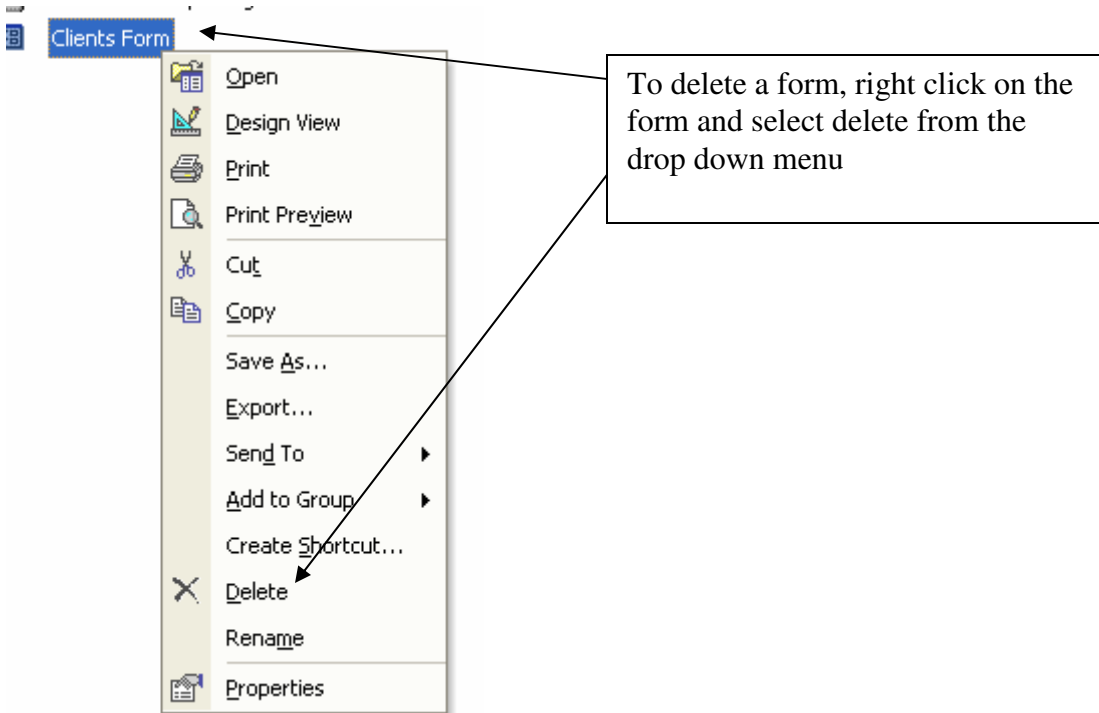 Clients Form
To delete a form, right click on the
form and select delete from the
drop down menu
Open
Design View
Print
Print Preview
Cut
Copy
Save As...
Export...
Send To
Add to Group
Create Shortcut...
Delete
Rename
Properties